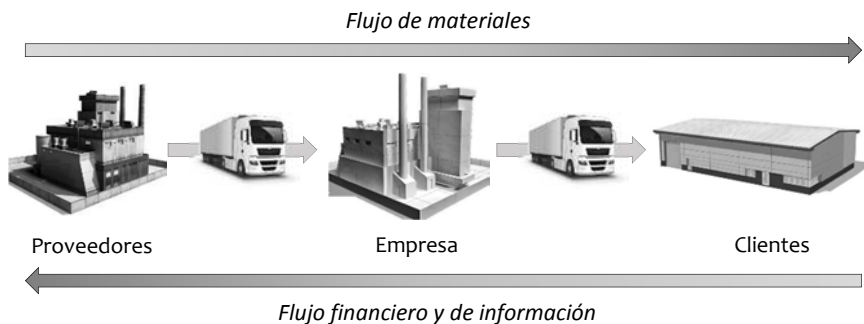 Flujo de materiales
Proveedores
Empresa
Clientes
Flujo financiero y de información